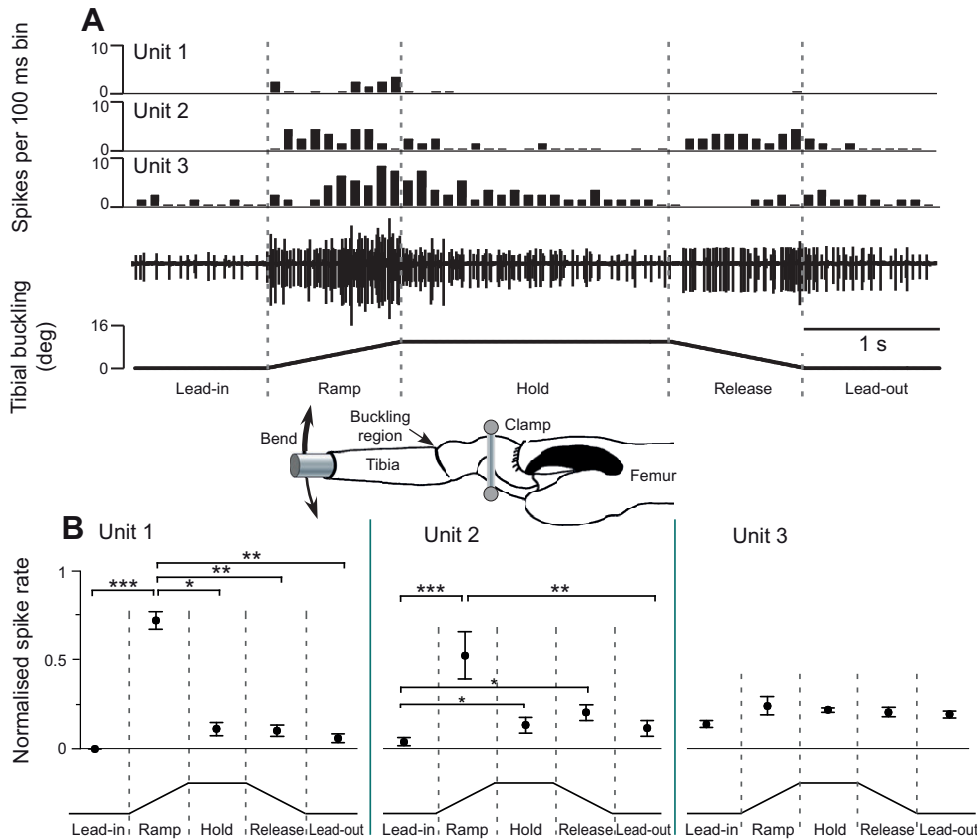 A
Spikes per 100 ms bin
10
0
Unit 1
10
0
Unit 2
10
0
Unit 3
Tibial buckling
(deg)
16
0
1 s
Lead-in Ramp Hold Release Lead-out
Bend
Buckling
region
Clamp
Tibia
Femur
B
Unit 1
Unit 2
Unit 3
Normalised spike rate
1
0.5
0
***
*
**
**
***
**
*
*
Lead-in Ramp Hold Release Lead-out
Lead-in Ramp Hold Release Lead-out
Lead-in Ramp Hold Release Lead-out